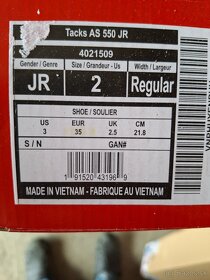 Tacks AS 550 JR
4021509
Gender / Genre Size / Grandeur - Us Width / Largeur
JR 2 Regular
SHOE / SOULIER
US EUR UK CM
3 35 2.5 21.8
S / N GAN#
1 91520 43196 9
MADE IN VIETNAM - FABRIQUE AU VIETNAM